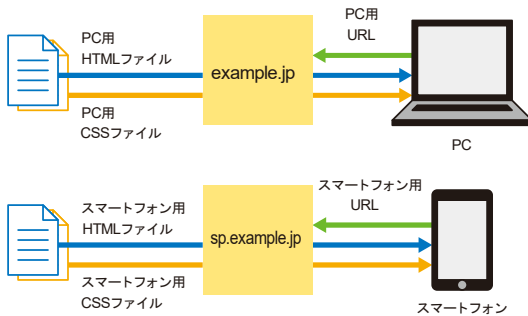 PC用
HTMLファイル
PC用
CSSファイル
example.jp
PC用
URL
PC
スマートフォン用
HTMLファイル
スマートフォン用
CSSファイル
sp.example.jp
スマートフォン用
URL
スマートフォン